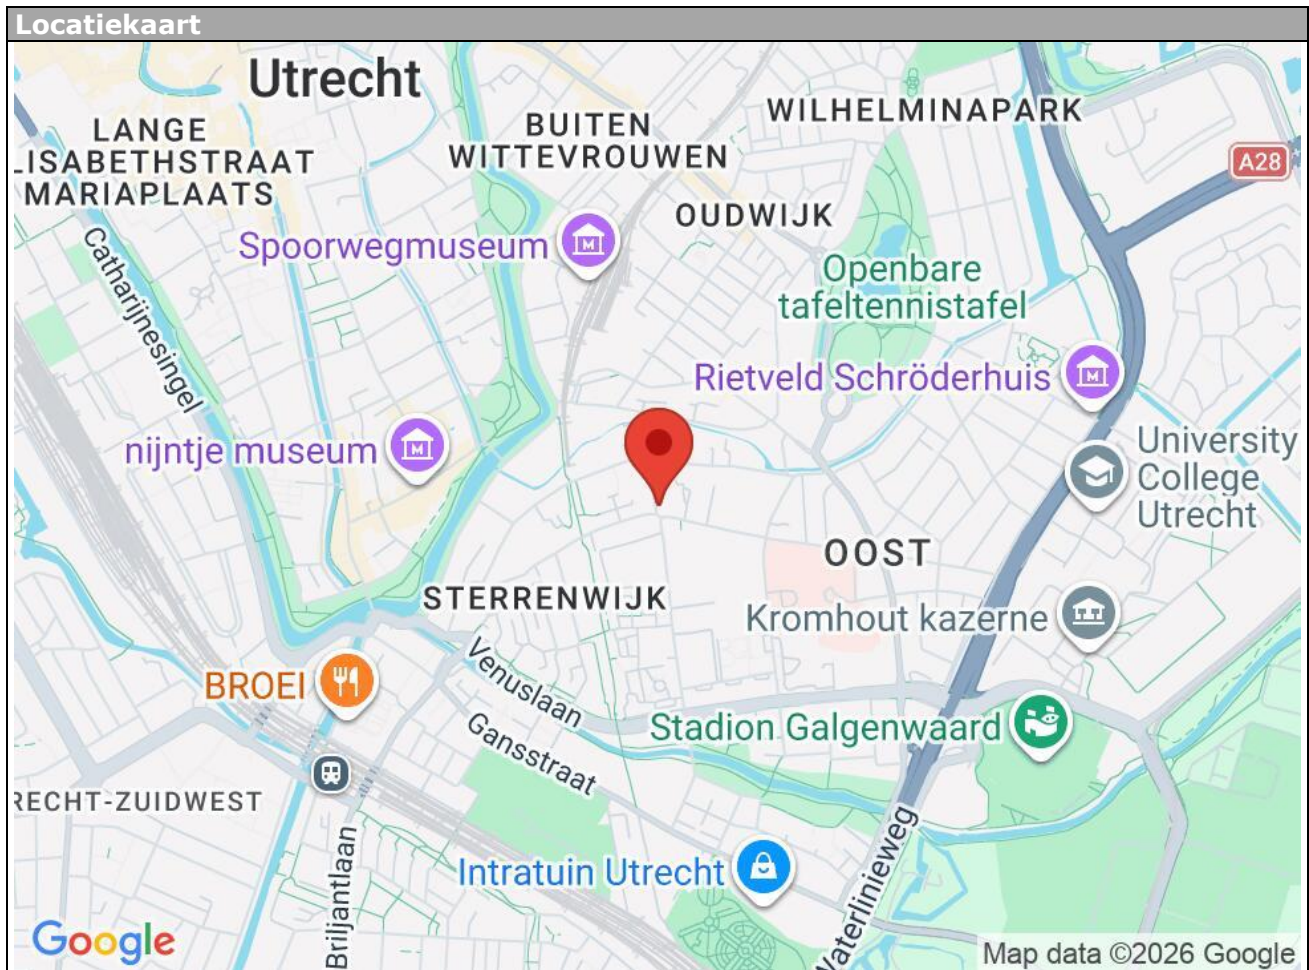 Locatiekaart
Utrecht
LANGE
LISABETHSTRAAT
MARIAPLAATS
BUITEN
WITTEVROUWEN
WILHELMINAPARK
A28
OUDWIJK
Spoorwegmuseum
Catharijnesingel
Openbare
tafeltennistafel
Rietveld Schröderhuis
nijntje museum
University
College
Utrecht
OOST
STERRENWIJK
Kromhout kazerne
BROEI
Venuslaan
Gansstraat
Stadion Galgenwaard
RECHT-ZUIDWEST
Briljantlaan
Intratuin Utrecht
Waterlinieweg
Google
Map data ©2026 Google